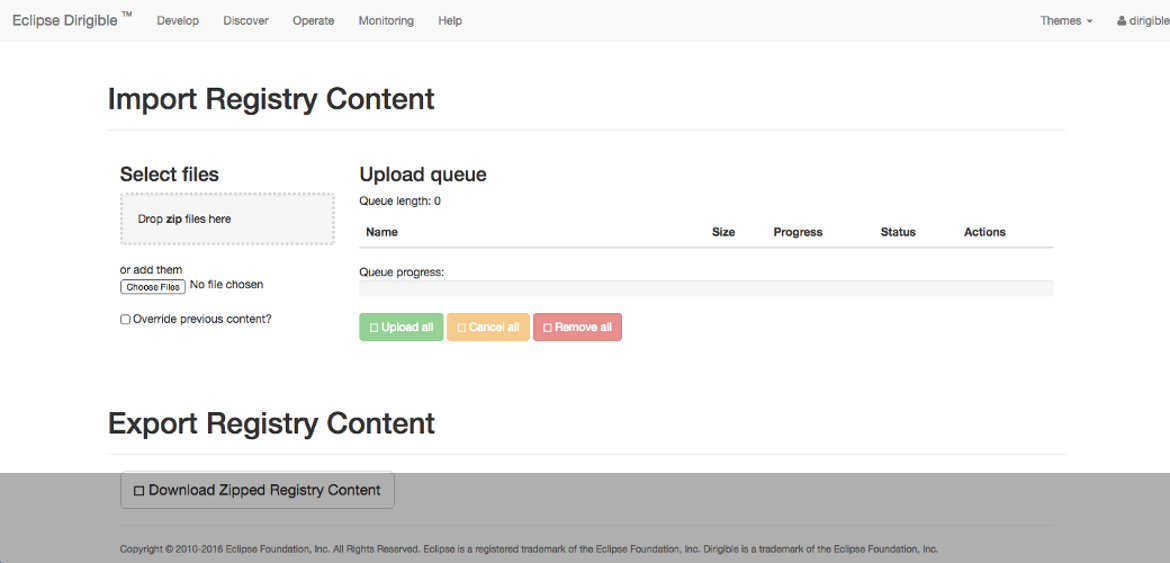 Eclipse Dirigible ™ Develop Discover Operate Monitoring Help Themes dirigible
Import Registry Content
Select files
Drop zip files here
or add them
Choose Files No file chosen
Override previous content?
Upload queue
Queue length: 0
Name Size Progress Status Actions
Queue progress:
Upload all Cancel all Remove all
Export Registry Content
Download Zipped Registry Content
Copyright © 2010-2016 Eclipse Foundation, Inc. All Rights Reserved. Eclipse is a registered trademark of the Eclipse Foundation, Inc. Dirigible is a trademark of the Eclipse Foundation, Inc.